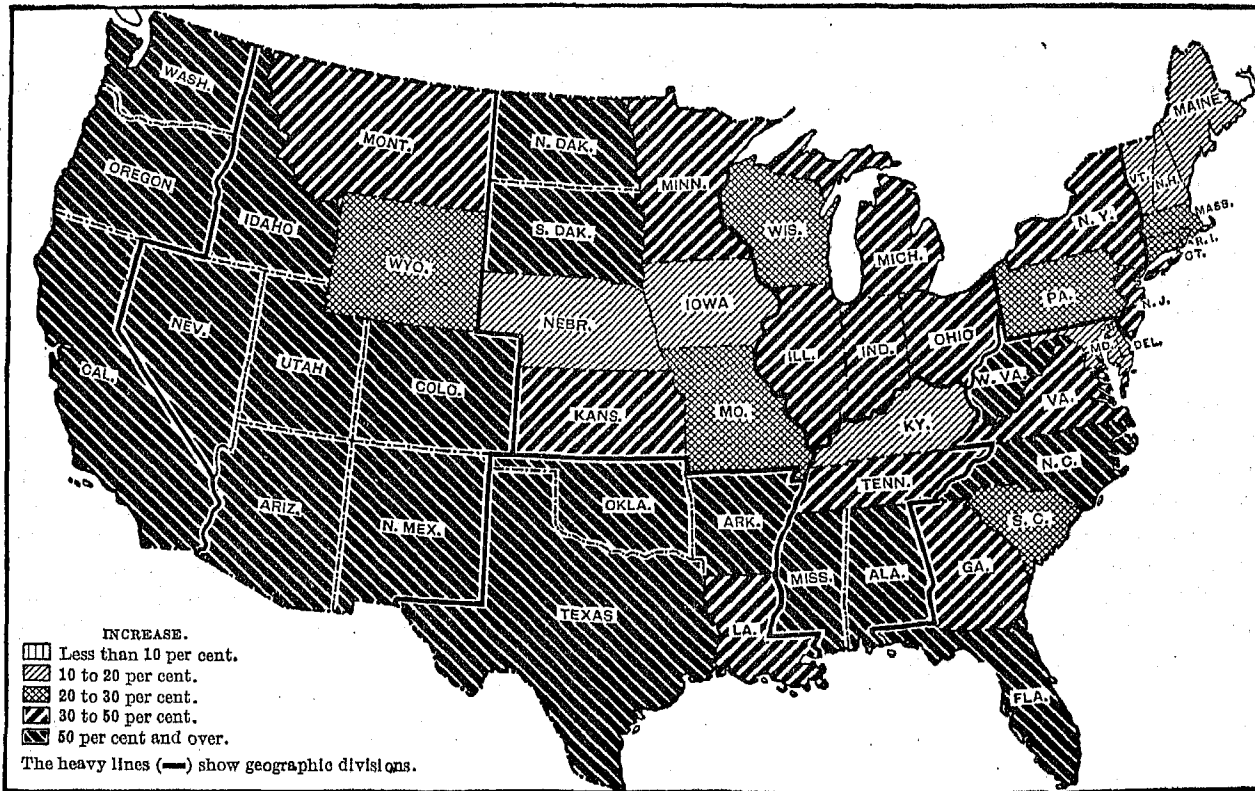 WASH.
MONT.
N. DAK.
MINN.
MAINE
VT.
N.H.
OREGON
IDAHO
S. DAK.
WIS.
MICH.
N. Y.
MASS.
R. I.
CT.
WYO.
IOWA
PA.
N. J.
NEV.
NEBR.
UTAH
COLO.
ILL.
IND.
OHIO
MD.
DEL.
W. VA.
VA.
CAL.
KANS.
MO.
KY.
N. C.
ARIZ.
N. MEX.
OKLA.
ARK.
TENN.
S. C.
TEXAS
LA.
MISS.
ALA.
GA.
FLA.
INCREASE.
Less than 10 per cent.
10 to 20 per cent.
20 to 30 per cent.
30 to 50 per cent.
50 per cent and over.
The heavy lines (━) show geographic divisions.